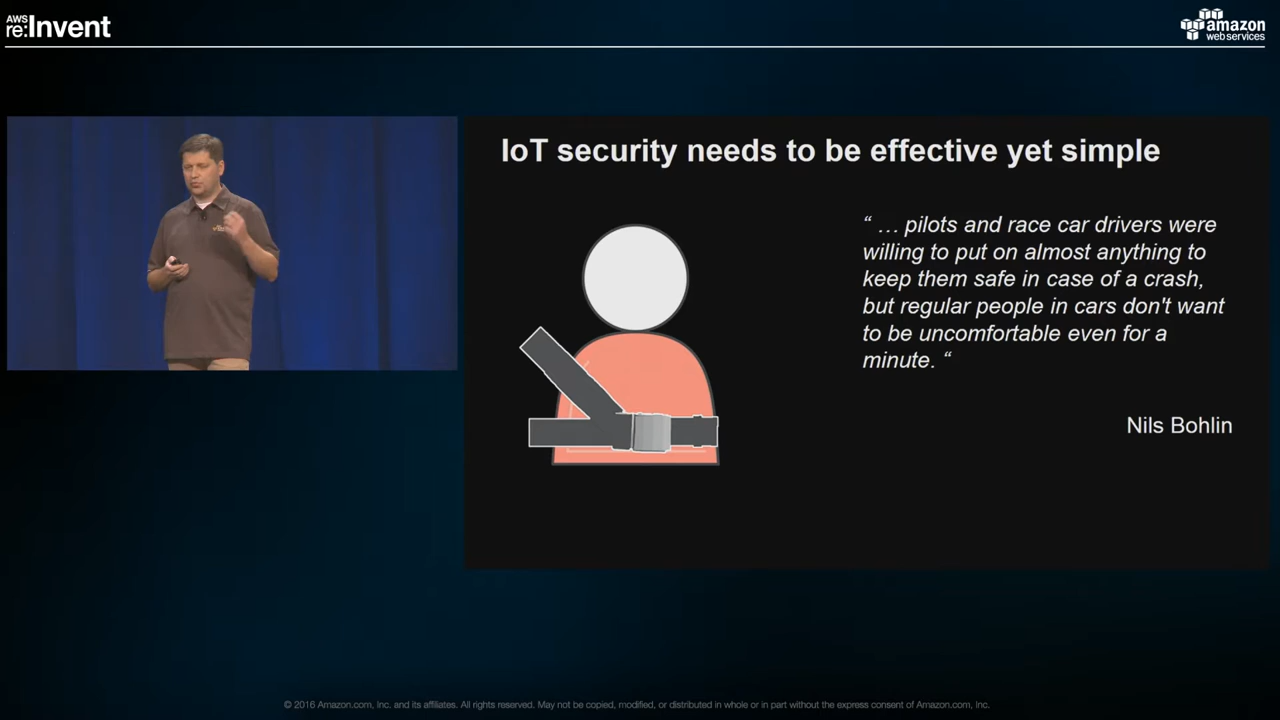 AWS
re:Invent
amazon
web services
IoT security needs to be effective yet simple
“ … pilots and race car drivers were
willing to put on almost anything to
keep them safe in case of a crash,
but regular people in cars don't want
to be uncomfortable even for a
minute. “
Nils Bohlin
© 2016 Amazon.com, Inc. and its affiliates. All rights reserved. May not be copied, modified, or distributed in whole or in part without the express consent of Amazon.com, Inc.